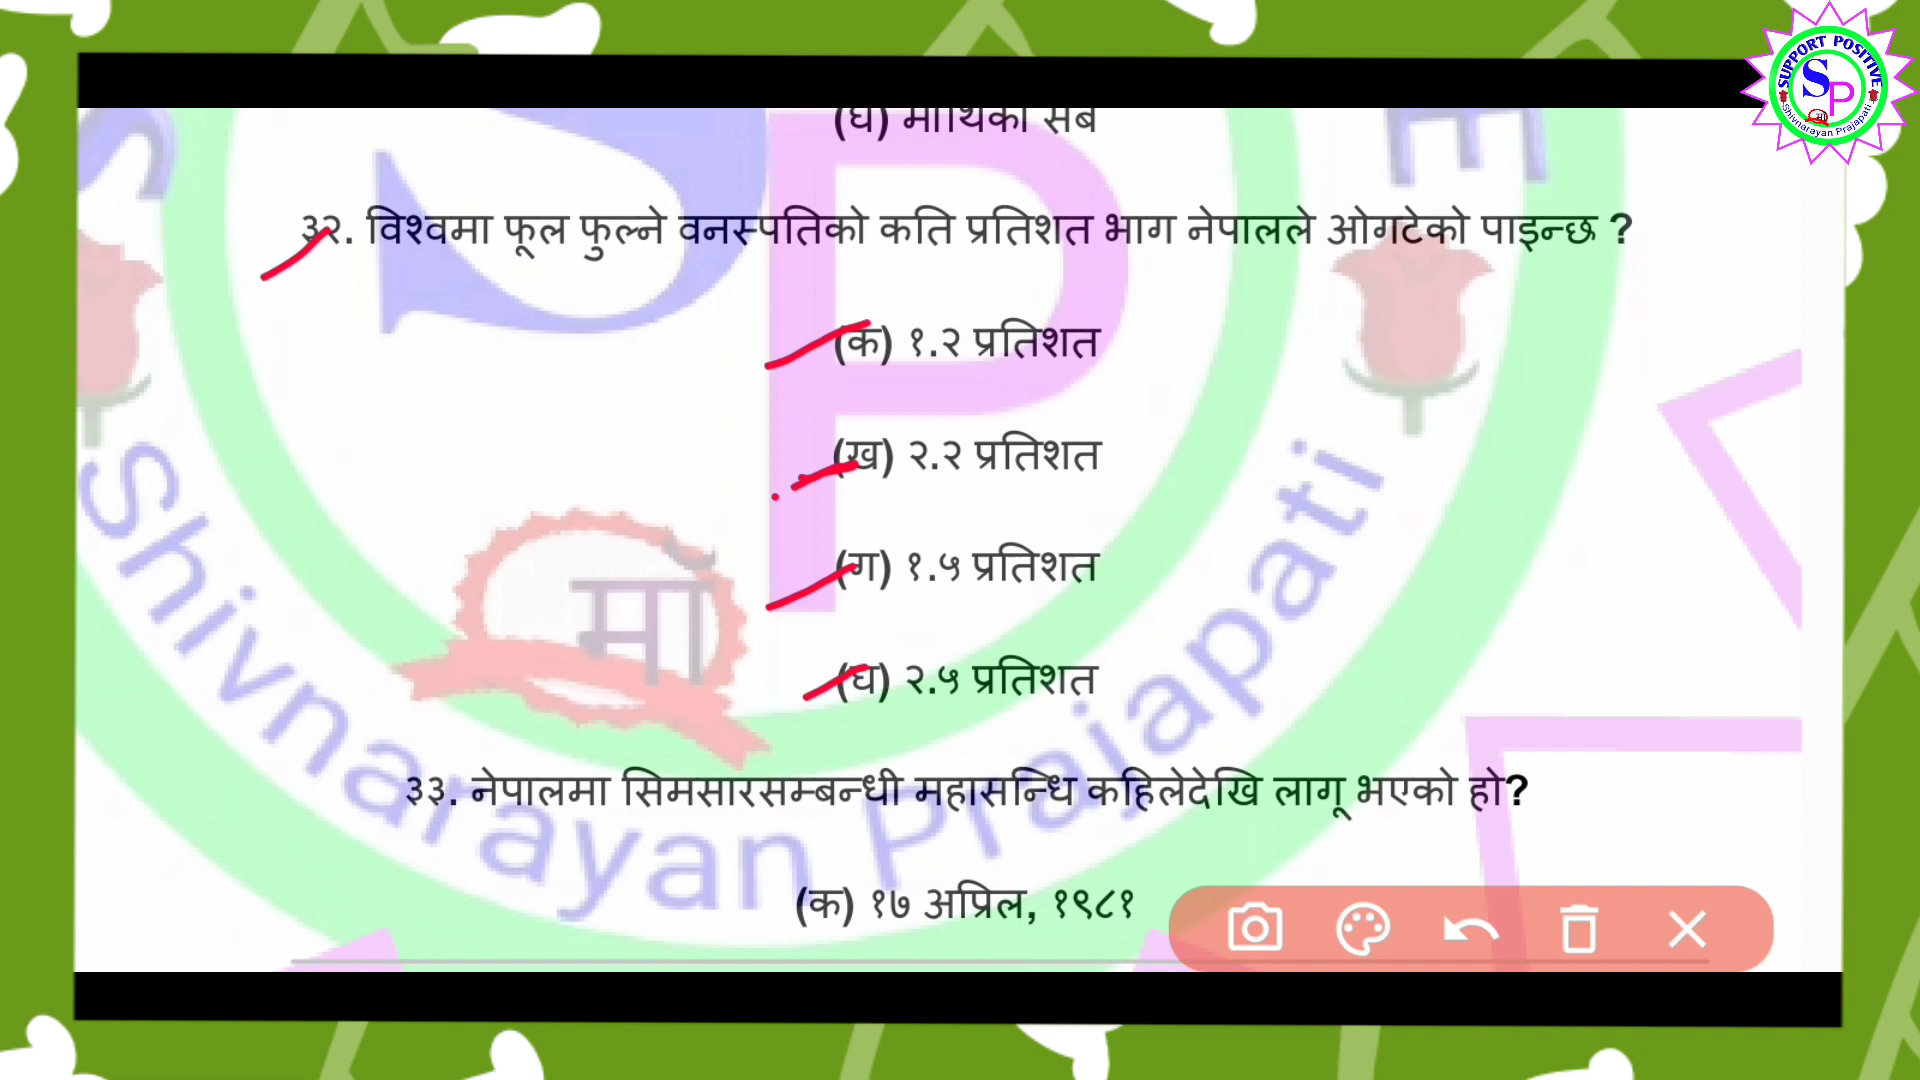 SUPPORT POSITIVE
SP
माँ
Shivnarayan Prajapati
(घ) माथिका सबै
३२. विश्वमा फूल फुल्ने वनस्पतिको कति प्रतिशत भाग नेपालले ओगटेको पाइन्छ ?
(क) १.२ प्रतिशत
(ख) २.२ प्रतिशत
(ग) १.५ प्रतिशत
(घ) २.५ प्रतिशत
३३. नेपालमा सिमसारसम्बन्धी महासन्धि कहिलेदेखि लागू भएको हो?
(क) १७ अप्रिल, १९८१
S E
SP
माँ
Shivnarayan Prajapati